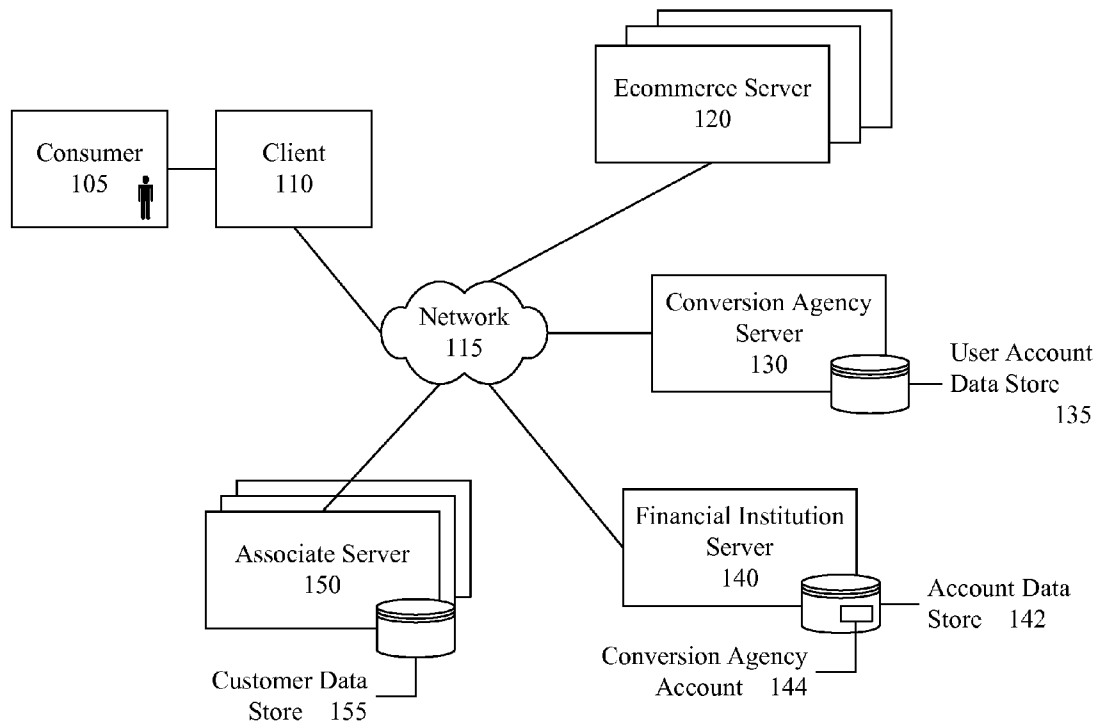 Ecommerce Server
120
Consumer
105
Client
110
Network
115
Conversion Agency
Server
130
User Account
Data Store
135
Associate Server
150
Financial Institution
Server
140
Account Data
Store 142
Conversion Agency
Account 144
Customer Data
Store 155